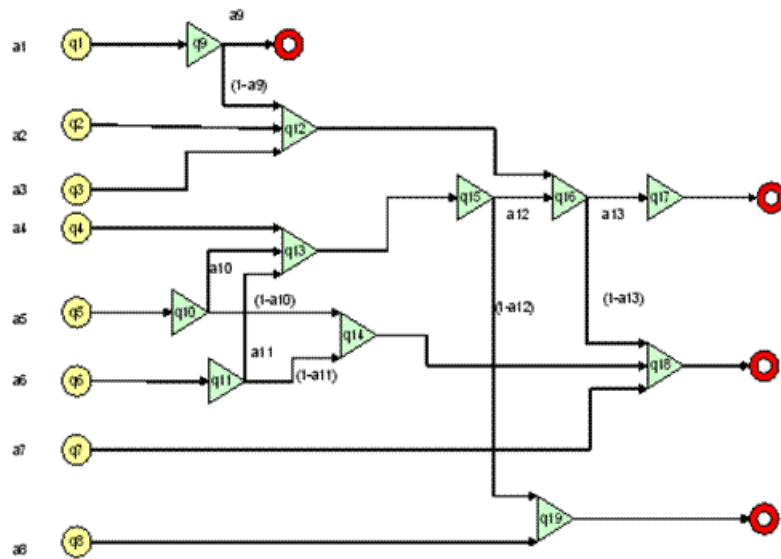 a9
a1 q1 q9
(1-a9)
a2 q2 q12
a3 q3 q15 q16 q17
a12 a13
a4 q4
q13
a10
(1-a10) (1-a12) (1-a13)
a5 q5 q10
q14
a11
a6 q6 q11 (1-a11) q18
a7 q7
q19
a8 q8